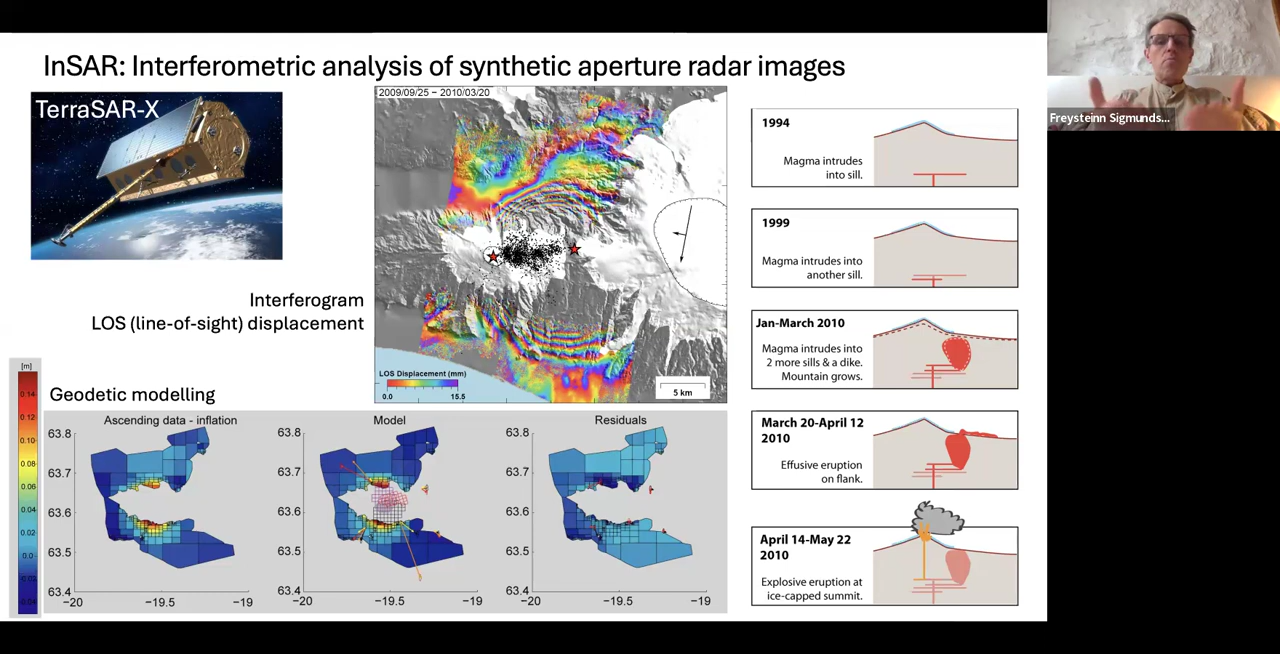 InSAR: Interferometric analysis of synthetic aperture radar images
TerraSAR-X
2009/09/25 − 2010/03/20
LOS Displacement (mm)
0.0 15.5
5 km
Interferogram
LOS (line-of-sight) displacement
Geodetic modelling
[m]
0.14
0.12
0.10
0.08
0.06
0.04
0.02
0.0
Ascending data - inflation
63.8
63.7
63.6
63.5
63.4
−20 −19.5 −19
Model
63.8
63.7
63.6
63.5
63.4
−20 −19.5 −19
Residuals
63.8
63.7
63.6
63.5
63.4
−20 −19.5 −19
1994
Magma intrudes
into sill.
1999
Magma intrudes into
another sill.
Jan-March 2010
Magma intrudes into
2 more sills & a dike.
Mountain grows.
March 20-April 12
2010
Effusive eruption
on flank.
April 14-May 22
2010
Explosive eruption at
ice-capped summit.
Freysteinn Sigmunds...